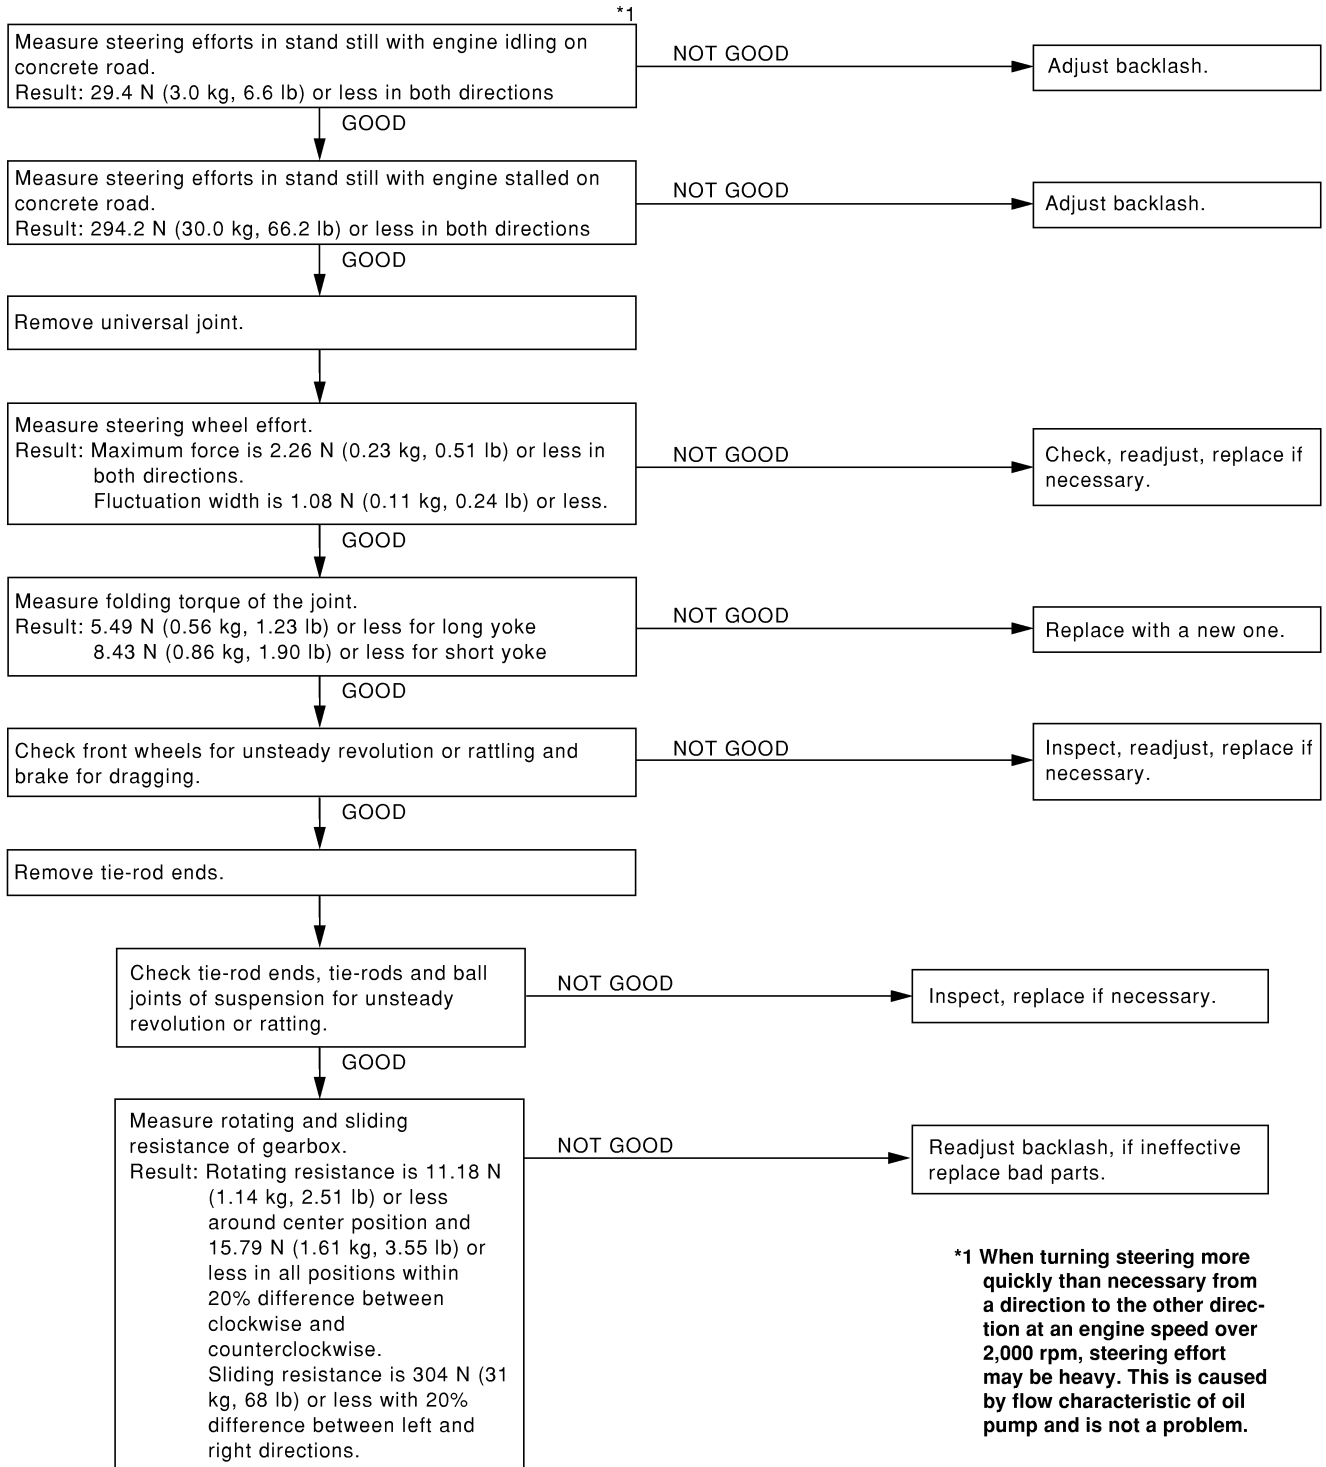 *1
Measure steering efforts in stand still with engine idling on
concrete road.
Result: 29.4 N (3.0 kg, 6.6 lb) or less in both directions
NOT GOOD
Adjust backlash.
GOOD
Measure steering efforts in stand still with engine stalled on
concrete road.
Result: 294.2 N (30.0 kg, 66.2 lb) or less in both directions
NOT GOOD
Adjust backlash.
GOOD
Remove universal joint.
Measure steering wheel effort.
Result: Maximum force is 2.26 N (0.23 kg, 0.51 lb) or less in
both directions.
Fluctuation width is 1.08 N (0.11 kg, 0.24 lb) or less.
NOT GOOD
Check, readjust, replace if
necessary.
GOOD
Measure folding torque of the joint.
Result: 5.49 N (0.56 kg, 1.23 lb) or less for long yoke
8.43 N (0.86 kg, 1.90 lb) or less for short yoke
NOT GOOD
Replace with a new one.
GOOD
Check front wheels for unsteady revolution or rattling and
brake for dragging.
NOT GOOD
Inspect, readjust, replace if
necessary.
GOOD
Remove tie-rod ends.
Check tie-rod ends, tie-rods and ball
joints of suspension for unsteady
revolution or ratting.
NOT GOOD
Inspect, replace if necessary.
GOOD
Measure rotating and sliding
resistance of gearbox.
Result: Rotating resistance is 11.18 N
(1.14 kg, 2.51 lb) or less
around center position and
15.79 N (1.61 kg, 3.55 lb) or
less in all positions within
20% difference between
clockwise and
counterclockwise.
Sliding resistance is 304 N (31
kg, 68 lb) or less with 20%
difference between left and
right directions.
NOT GOOD
Readjust backlash, if ineffective
replace bad parts.
*1 When turning steering more
quickly than necessary from
a direction to the other direc-
tion at an engine speed over
2,000 rpm, steering effort
may be heavy. This is caused
by flow characteristic of oil
pump and is not a problem.